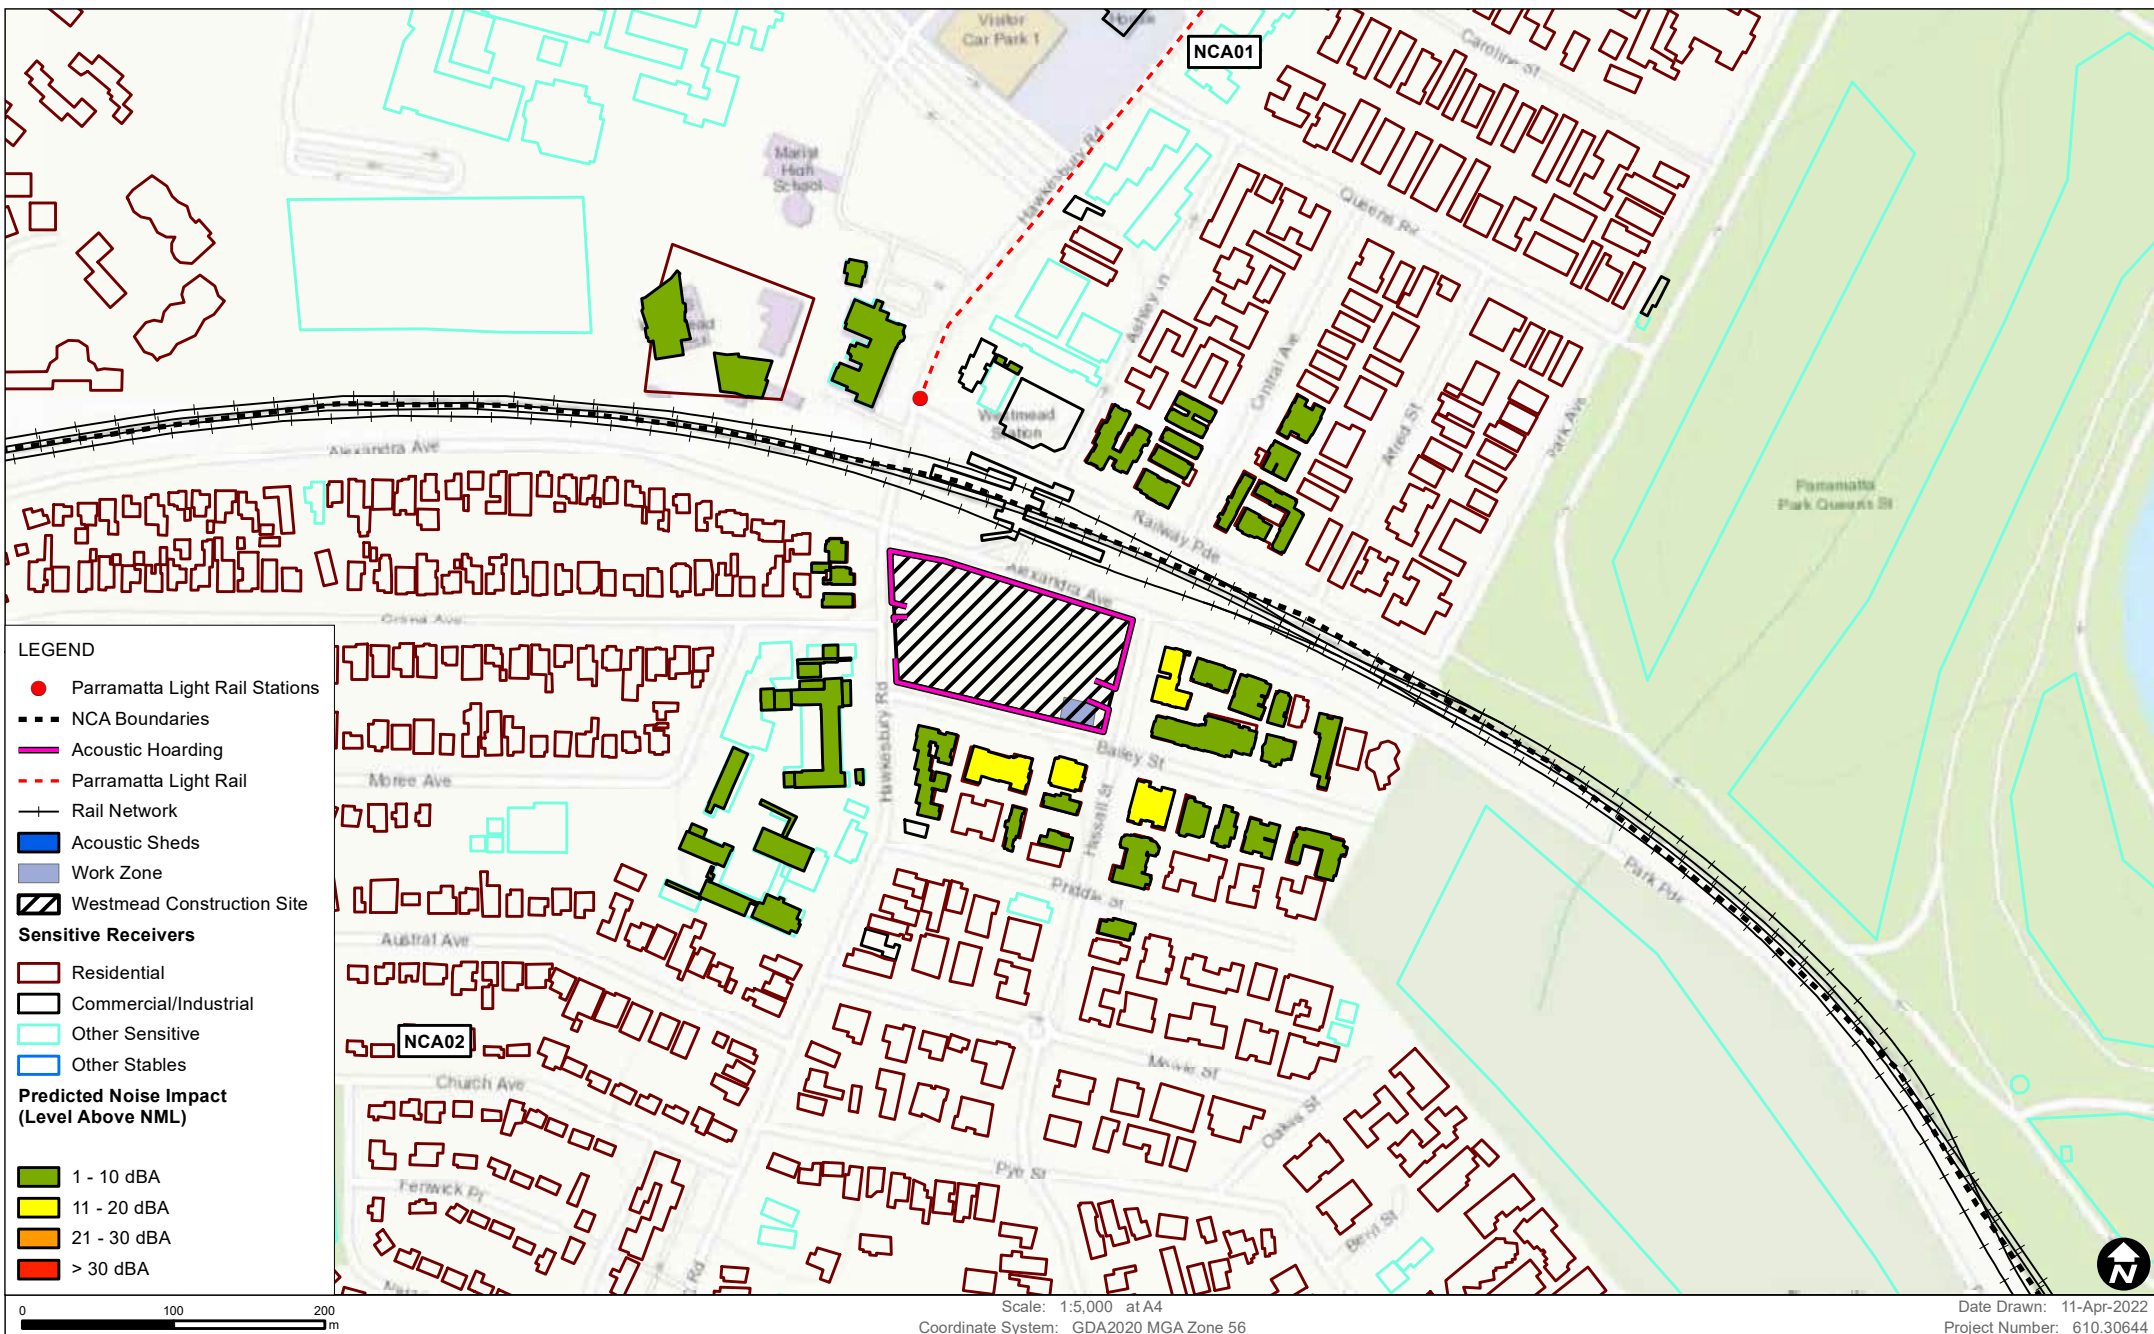 Visitor
Car Park 1
House
NCA01
Caroline St
Marist
High
School
Hawkesbury Rd
Queens Rd
Ashley Ln
Central Ave
Alfred St
Park Ave
Westmead
Station
Alexandra Ave
Railway Pde
Alexandra Ave
Parramatta
Park Queens St
Grand Ave
Hawkesbury Rd
Bailey St
Hassall St
Moree Ave
Priddle St
Park Pde
Austral Ave
NCA02
Church Ave
Mowle St
Oakes St
Pye St
Fenwick Pl
Rd
LEGEND
Parramatta Light Rail Stations
NCA Boundaries
Acoustic Hoarding
Parramatta Light Rail
Rail Network
Acoustic Sheds
Work Zone
Westmead Construction Site
Sensitive Receivers
Residential
Commercial/Industrial
Other Sensitive
Other Stables
Predicted Noise Impact
(Level Above NML)
1 - 10 dBA
11 - 20 dBA
21 - 30 dBA
> 30 dBA
N
0 100 200
m
Scale: 1:5,000 at A4
Coordinate System: GDA2020 MGA Zone 56
Date Drawn: 11-Apr-2022
Project Number: 610.30644